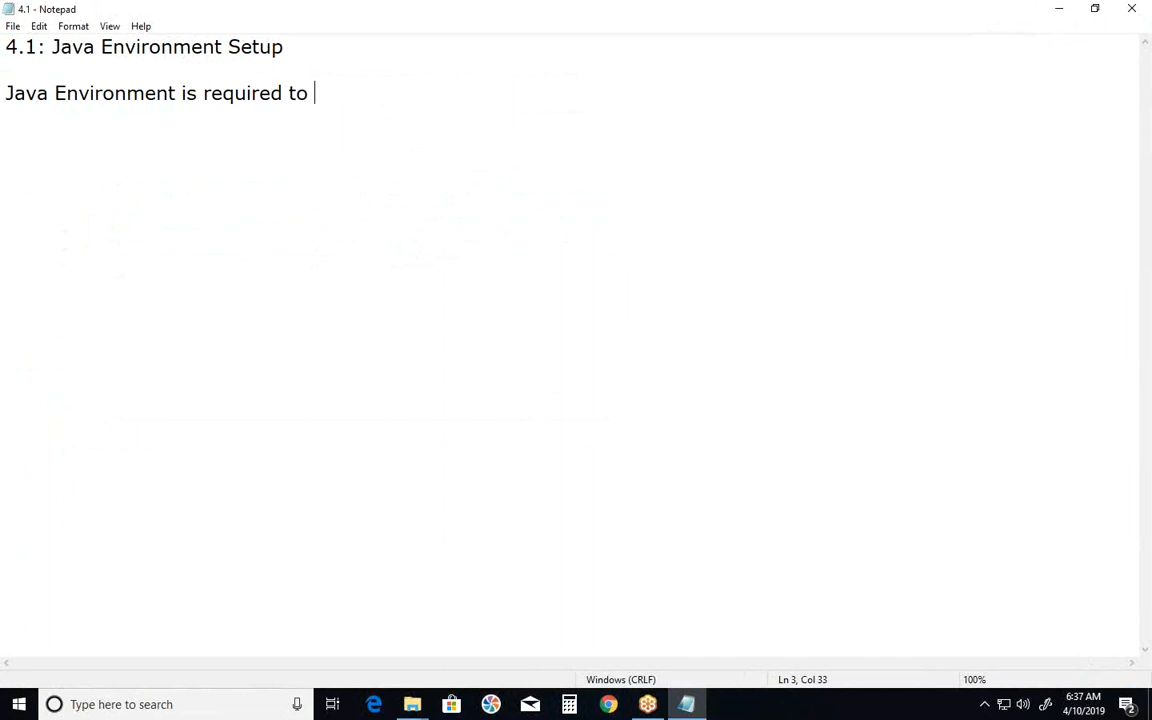 4.1 - Notepad
File Edit Format View Help
4.1: Java Environment Setup
Java Environment is required to
Windows (CRLF) Ln 3, Col 33 100%
Type here to search
6:37 AM
4/10/2019
2